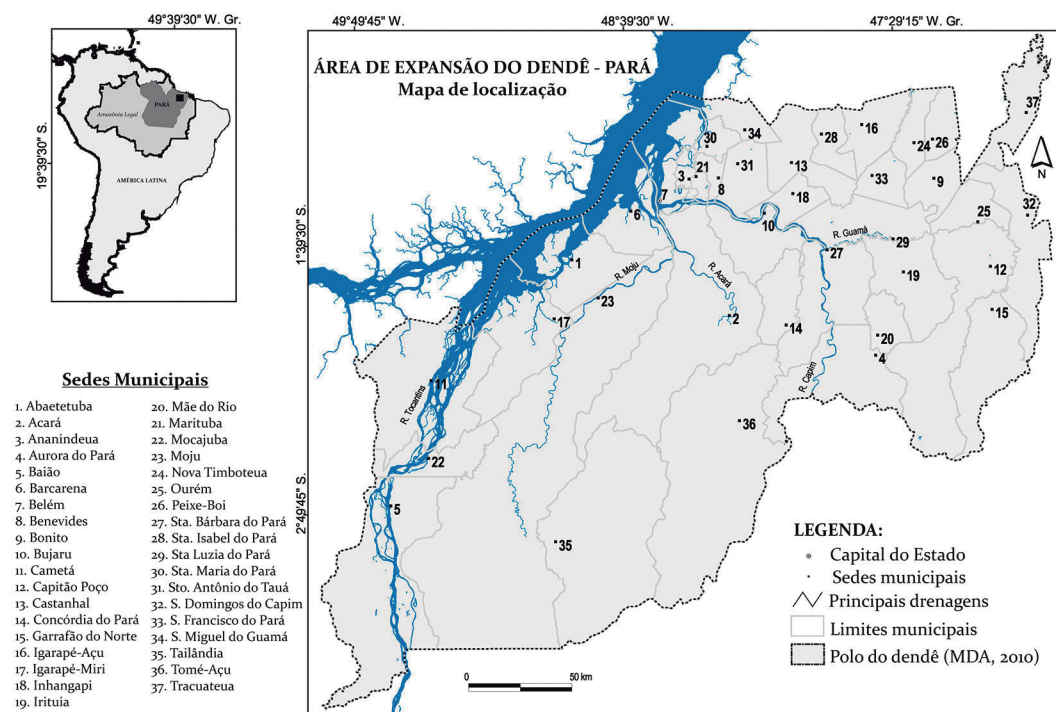 49°39'30" W. Gr.
19°39'30" S.
PARÁ
Amazônia Legal
AMÉRICA LATINA
49°49'45" W.
48°39'30" W.
47°29'15" W. Gr.
1°39'30" S.
2°49'45" S.
ÁREA DE EXPANSÃO DO DENDÊ - PARÁ
Mapa de localização
37
34
16
30
28
24
26
31
13
21
3
8
33
9
18
7
6
10
32
25
R. Guamá
29
27
1
R. Moju
R. Acará
19
12
23
17
2
14
15
20
4
R. Capim
11
R. Tocantins
36
22
5
35
N
Sedes Municipais
1. Abaetetuba
2. Acará
3. Ananindeua
4. Aurora do Pará
5. Baião
6. Barcarena
7. Belém
8. Benevides
9. Bonito
10. Bujaru
11. Cametá
12. Capitão Poço
13. Castanhal
14. Concórdia do Pará
15. Garrafão do Norte
16. Igarapé-Açu
17. Igarapé-Miri
18. Inhangapi
19. Irituia
20. Mãe do Rio
21. Marituba
22. Mocajuba
23. Moju
24. Nova Timboteua
25. Ourém
26. Peixe-Boi
27. Sta. Bárbara do Pará
28. Sta. Isabel do Pará
29. Sta Luzia do Pará
30. Sta. Maria do Pará
31. Sto. Antônio do Tauá
32. S. Domingos do Capim
33. S. Francisco do Pará
34. S. Miguel do Guamá
35. Tailândia
36. Tomé-Açu
37. Tracuateua
LEGENDA:
Capital do Estado
Sedes municipais
Principais drenagens
Limites municipais
Polo do dendê (MDA, 2010)
0 50 km